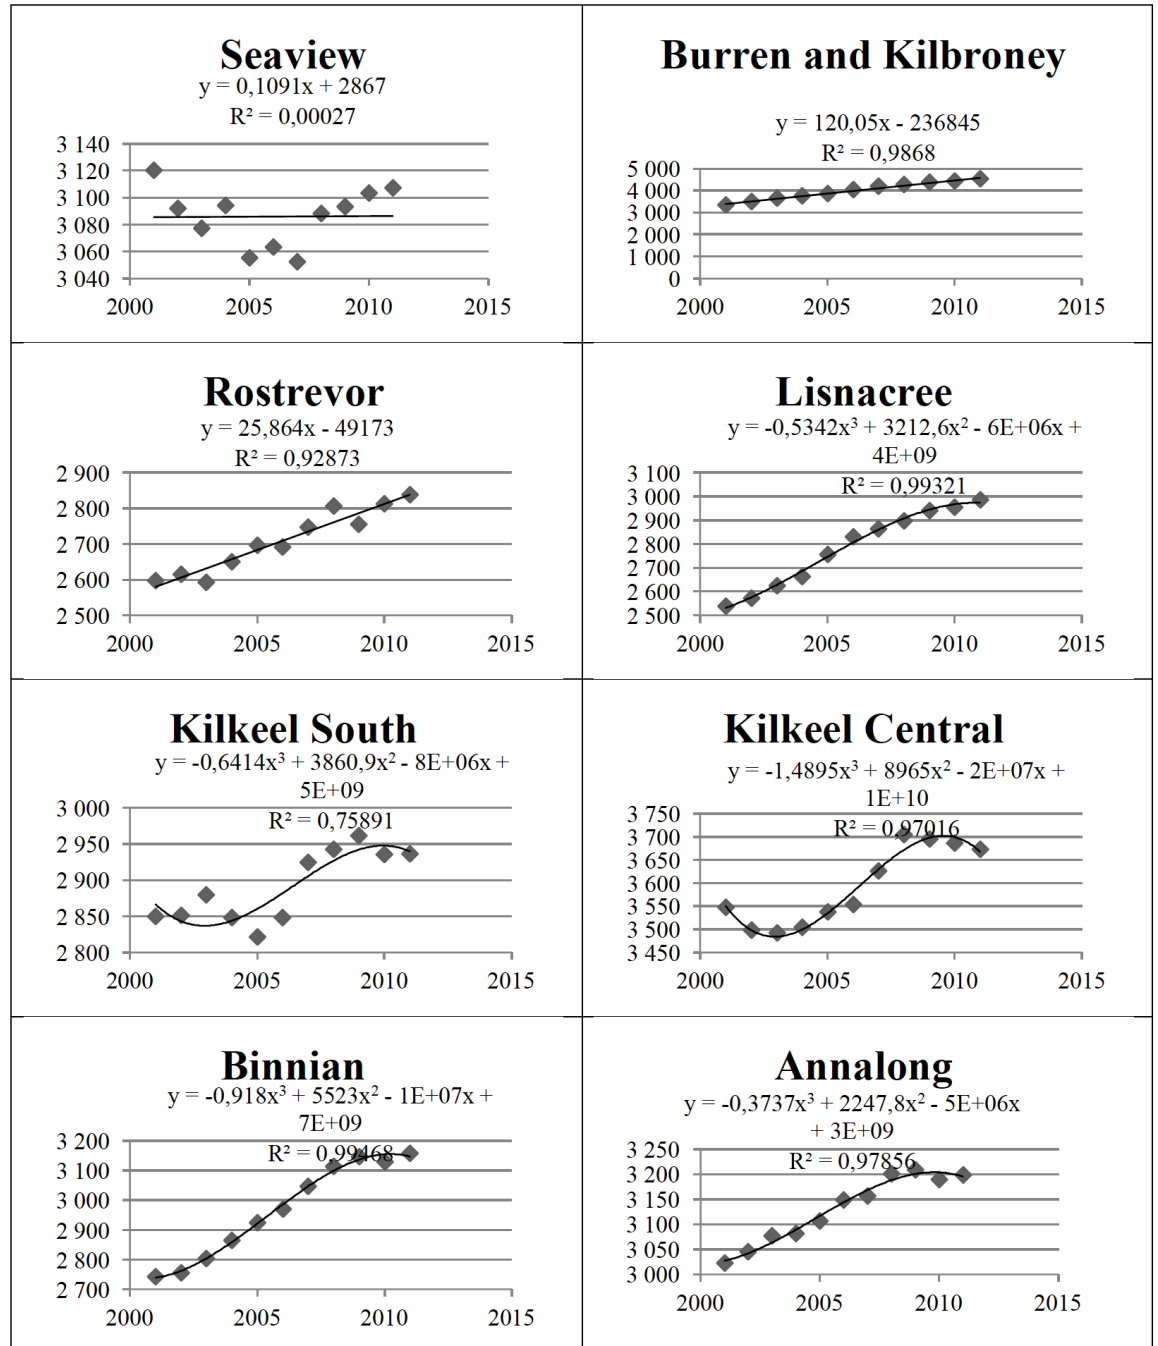 Seaview
y = 0,1091x + 2867
R² = 0,00027
3 140
3 120
3 100
3 080
3 060
3 040
2000 2005 2010 2015
Burren and Kilbroney
y = 120,05x - 236845
R² = 0,9868
5 000
4 000
3 000
2 000
1 000
0
2000 2005 2010 2015
Rostrevor
y = 25,864x - 49173
R² = 0,92873
2 900
2 800
2 700
2 600
2 500
2000 2005 2010 2015
Lisnacree
y = -0,5342x³ + 3212,6x² - 6E+06x +
4E+09
R² = 0,99321
3 100
3 000
2 900
2 800
2 700
2 600
2 500
2000 2005 2010 2015
Kilkeel South
y = -0,6414x³ + 3860,9x² - 8E+06x +
5E+09
R² = 0,75891
3 000
2 950
2 900
2 850
2 800
2000 2005 2010 2015
Kilkeel Central
y = -1,4895x³ + 8965x² - 2E+07x +
1E+10
R² = 0,97016
3 750
3 700
3 650
3 600
3 550
3 500
3 450
2000 2005 2010 2015
Binnian
y = -0,918x³ + 5523x² - 1E+07x +
7E+09
R² = 0,99468
3 200
3 100
3 000
2 900
2 800
2 700
2000 2005 2010 2015
Annalong
y = -0,3737x³ + 2247,8x² - 5E+06x
+ 3E+09
R² = 0,97856
3 250
3 200
3 150
3 100
3 050
3 000
2000 2005 2010 2015